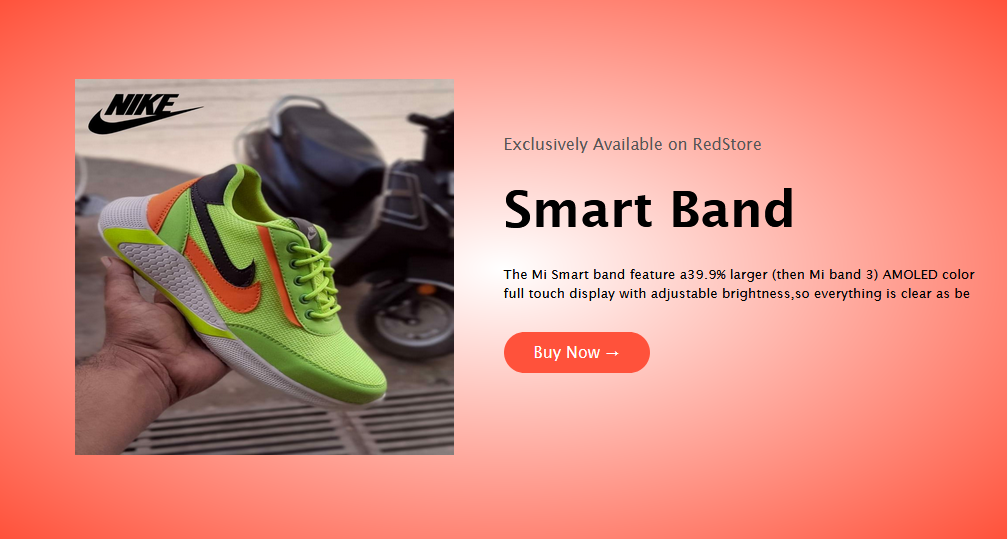 NIKE
Exclusively Available on RedStore
Smart Band
The Mi Smart band feature a39.9% larger (then Mi band 3) AMOLED color
full touch display with adjustable brightness,so everything is clear as be
Buy Now →